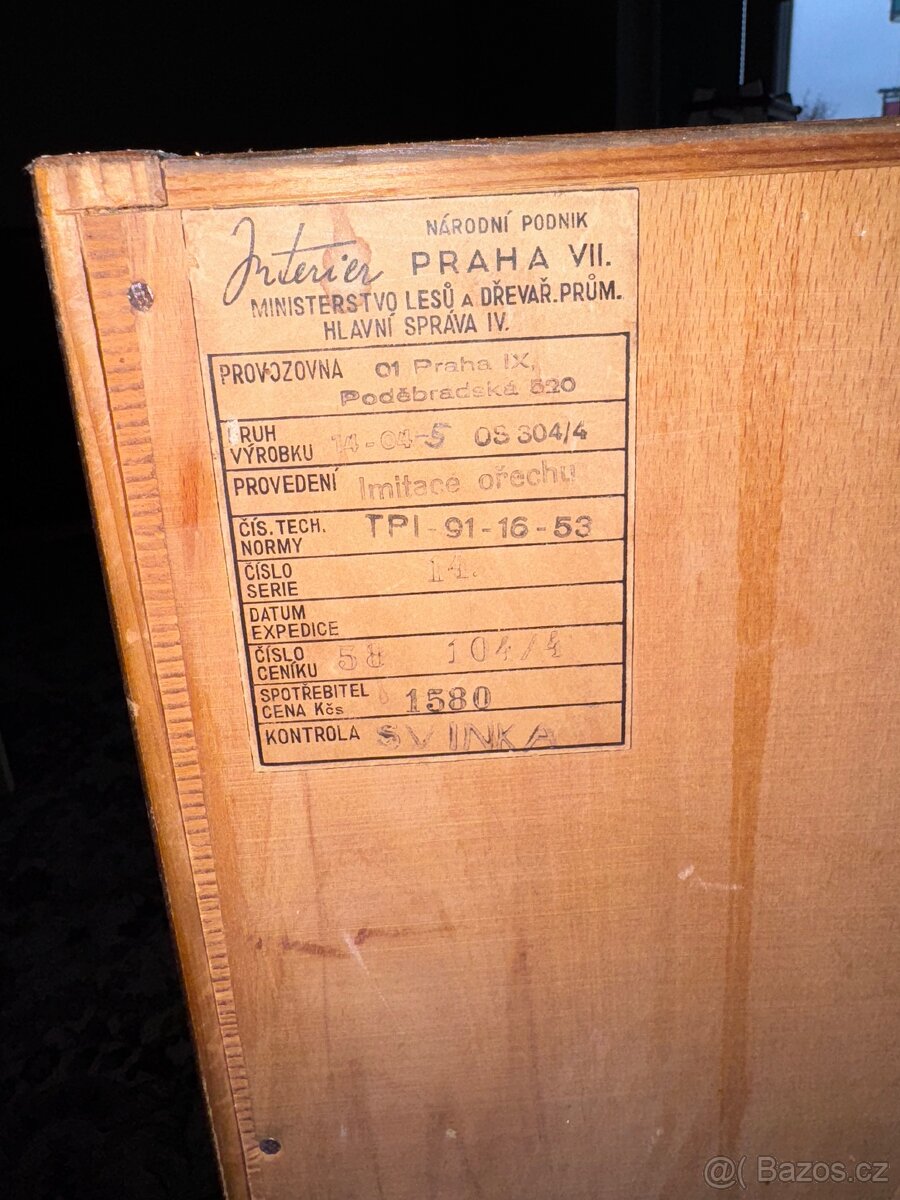 Interier NÁRODNÍ PODNIK
PRAHA VII.
MINISTERSTVO LESŮ A DŘEVAŘ.PRŮM.
HLAVNÍ SPRÁVA IV.
PROVOZOVNA 01 Praha IX,
Poděbradská 520
DRUH
VÝROBKU 14-04-5 OS 304/4
PROVEDENÍ Imitace ořechu
ČÍS. TECH.
NORMY TPI-91-16-53
ČÍSLO
SERIE 14.
DATUM
EXPEDICE
ČÍSLO
CENÍKU 58 104/4
SPOTŘEBITEL
CENA Kčs 1580
KONTROLA SVINKA
@( Bazos.cz